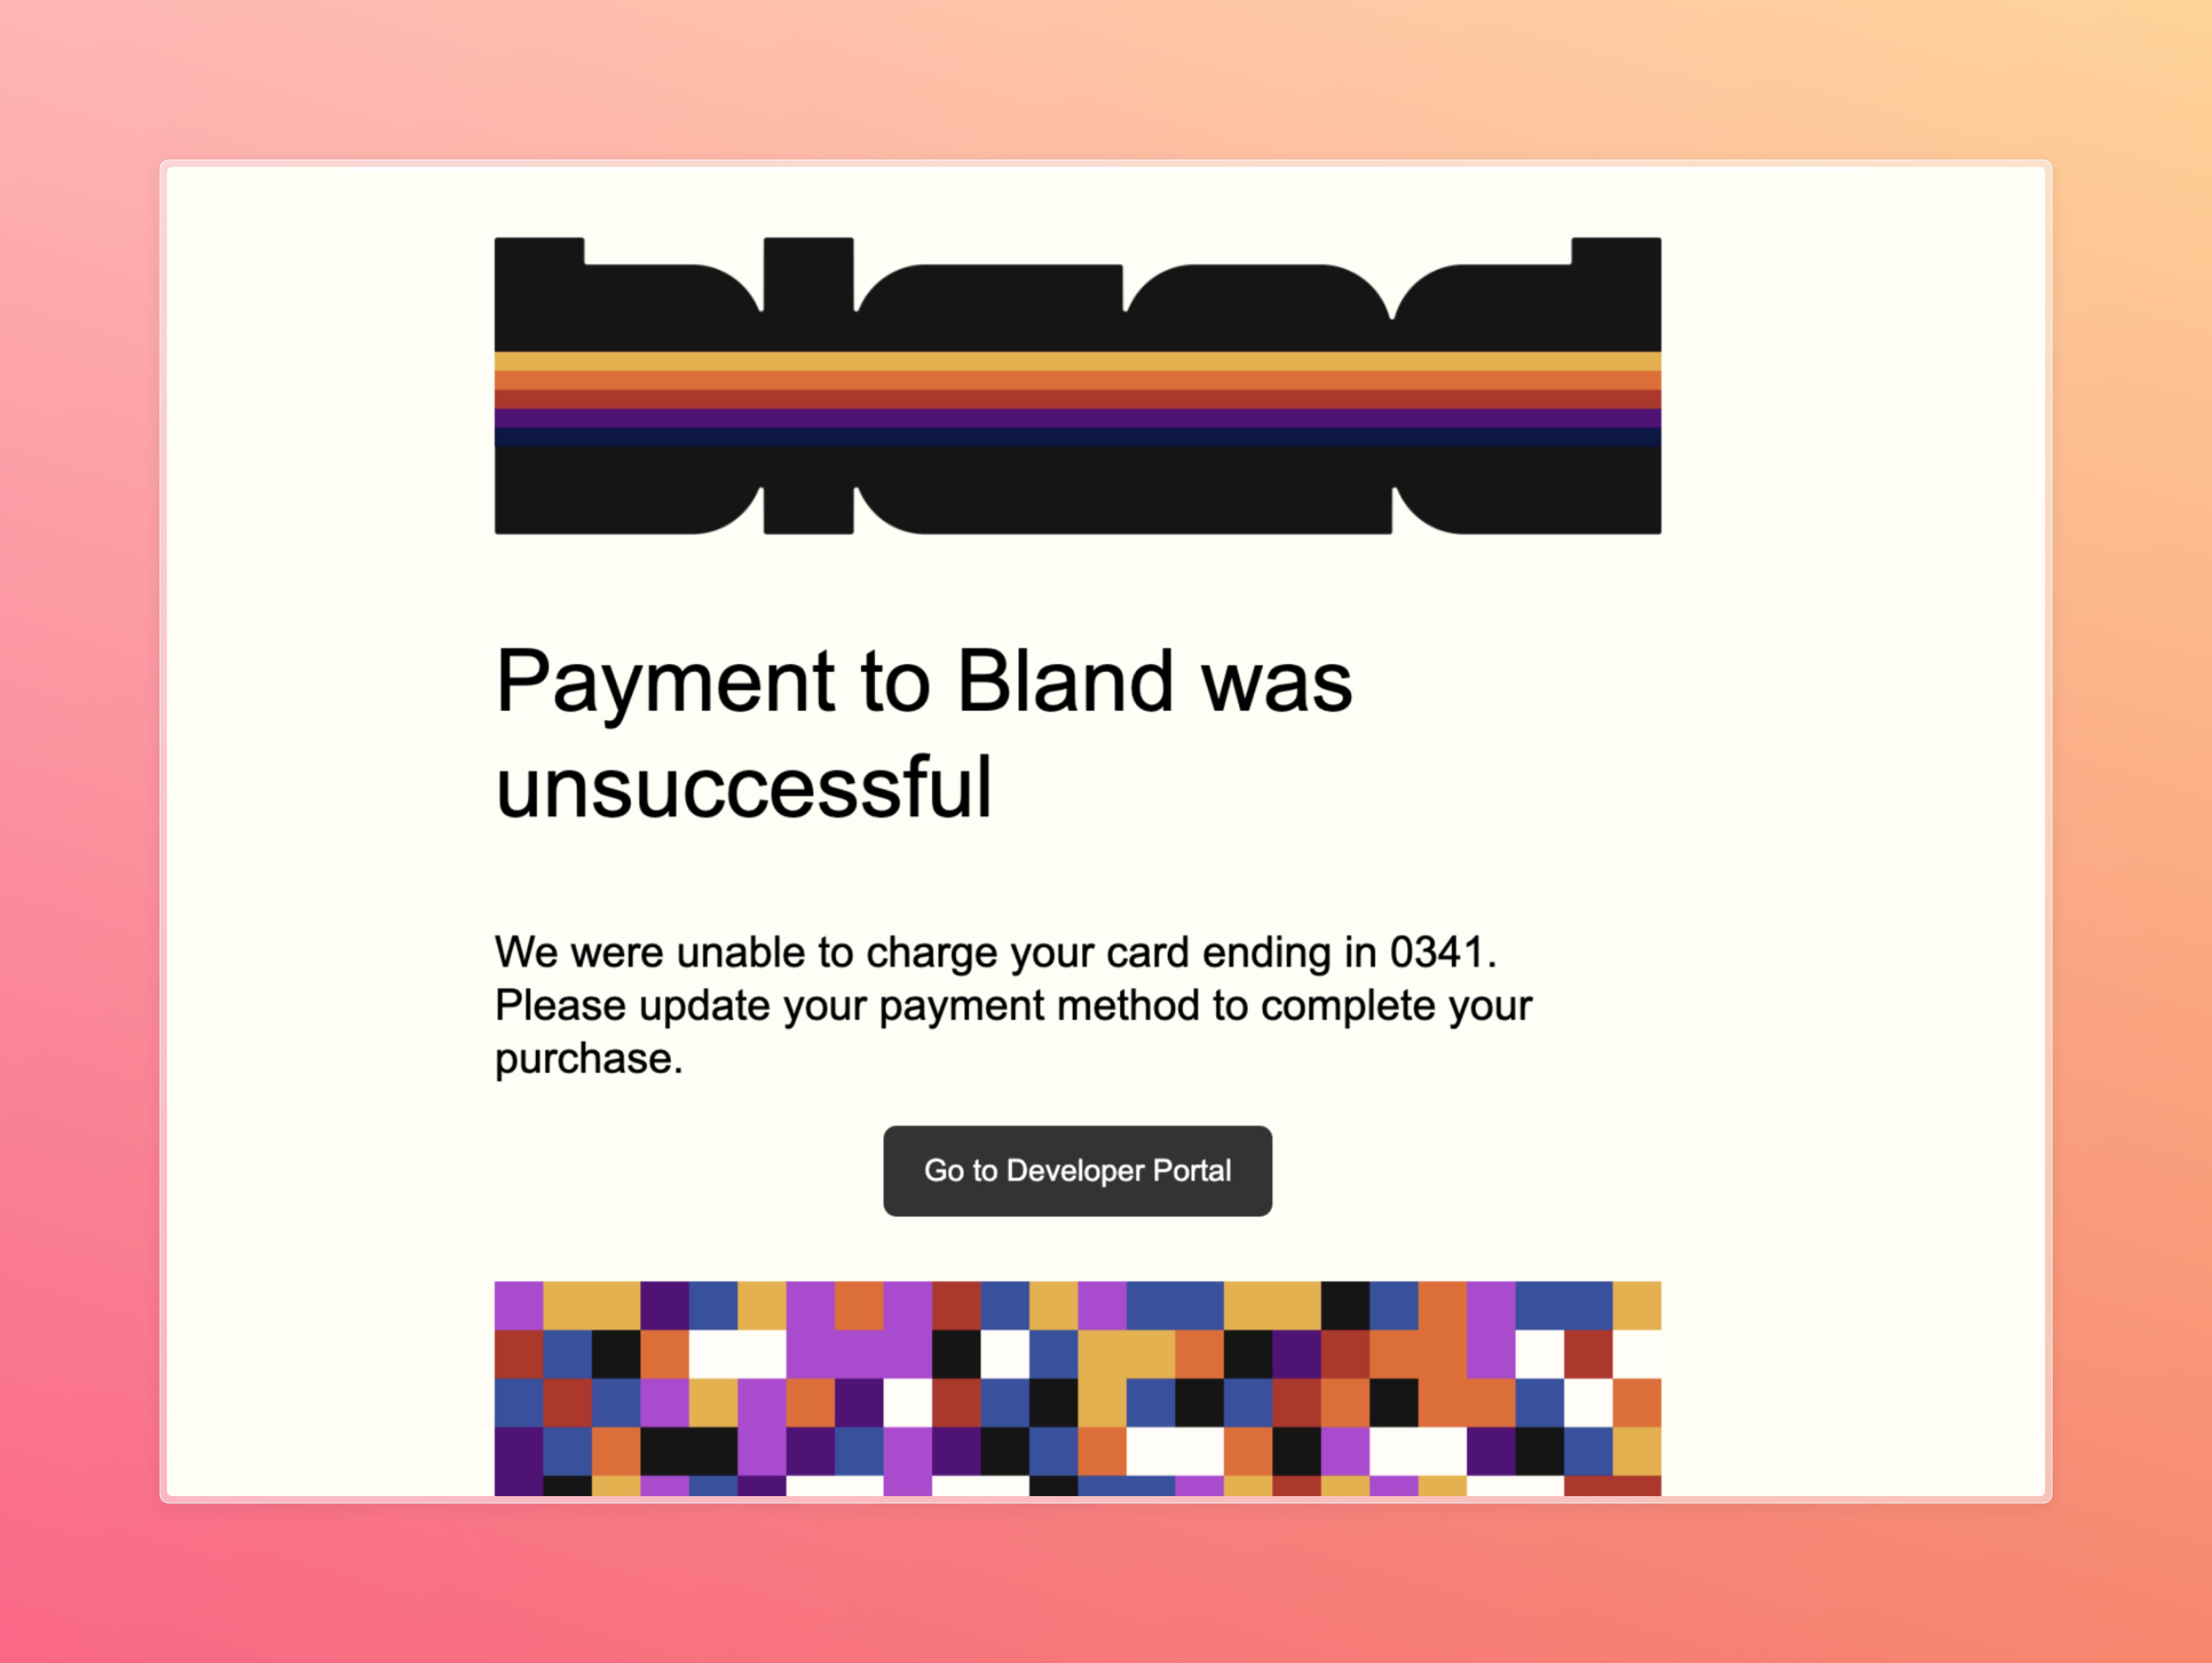 bland
Payment to Bland was
unsuccessful
We were unable to charge your card ending in 0341.
Please update your payment method to complete your
purchase.
Go to Developer Portal